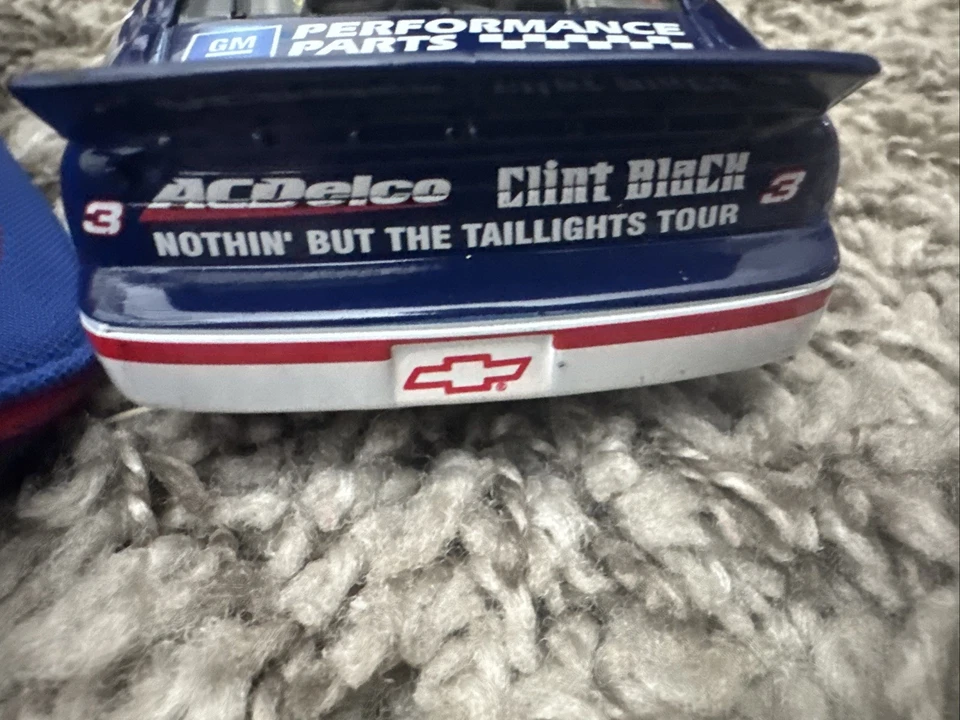 GM PERFORMANCE
PARTS
3 ACDelco Clint Black 3
NOTHIN' BUT THE TAILLIGHTS TOUR
®